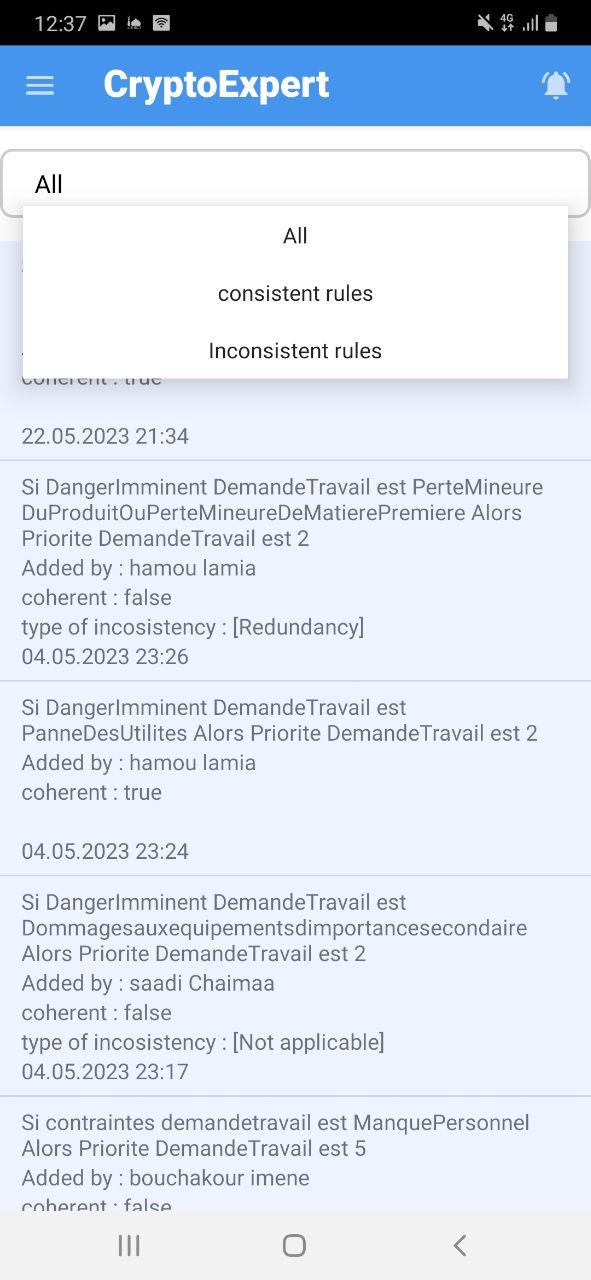 12:37
4G
CryptoExpert
All
All
consistent rules
Inconsistent rules
coherent : true
22.05.2023 21:34
Si DangerImminent DemandeTravail est PerteMineure
DuProduitOuPerteMineureDeMatierePremiere Alors
Priorite DemandeTravail est 2
Added by : hamou lamia
coherent : false
type of incosistency : [Redundancy]
04.05.2023 23:26
Si DangerImminent DemandeTravail est
PanneDesUtilites Alors Priorite DemandeTravail est 2
Added by : hamou lamia
coherent : true
04.05.2023 23:24
Si DangerImminent DemandeTravail est
Dommagesauxequipementsdimportancesecondaire
Alors Priorite DemandeTravail est 2
Added by : saadi Chaimaa
coherent : false
type of incosistency : [Not applicable]
04.05.2023 23:17
Si contraintes demandetravail est ManquePersonnel
Alors Priorite DemandeTravail est 5
Added by : bouchakour imene
coherent : false